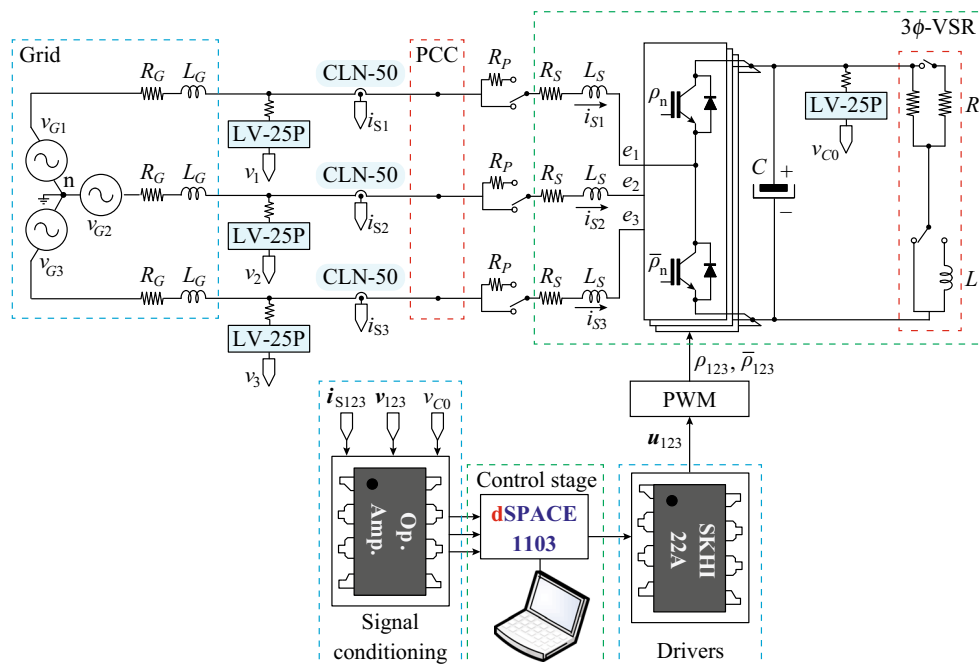 3ϕ-VSR
Grid
PCC
R_G L_G
CLN-50
R_P
R_S L_S
i_S1
i_S1
LV-25P
v_1
v_G1
n
v_G2
v_G3
R_G L_G
CLN-50
R_P
R_S L_S
i_S2
i_S2
LV-25P
v_2
R_G L_G
CLN-50
R_P
R_S L_S
i_S3
i_S3
LV-25P
v_3
e_1
e_2
e_3
ρ_n
ρ̅_n
C
+
−
LV-25P
v_C0
R
L
ρ_123, ρ̅_123
PWM
u_123
i_S123 v_123 v_C0
Op.
Amp.
Signal
conditioning
Control stage
dSPACE
1103
SKHI
22A
Drivers